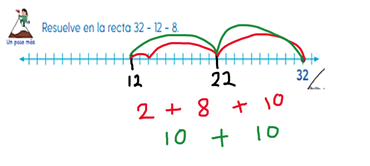 Resuelve en la recta 32 - 12 - 8.
Un paso más
12 22 32
2 + 8 + 10
10 + 10